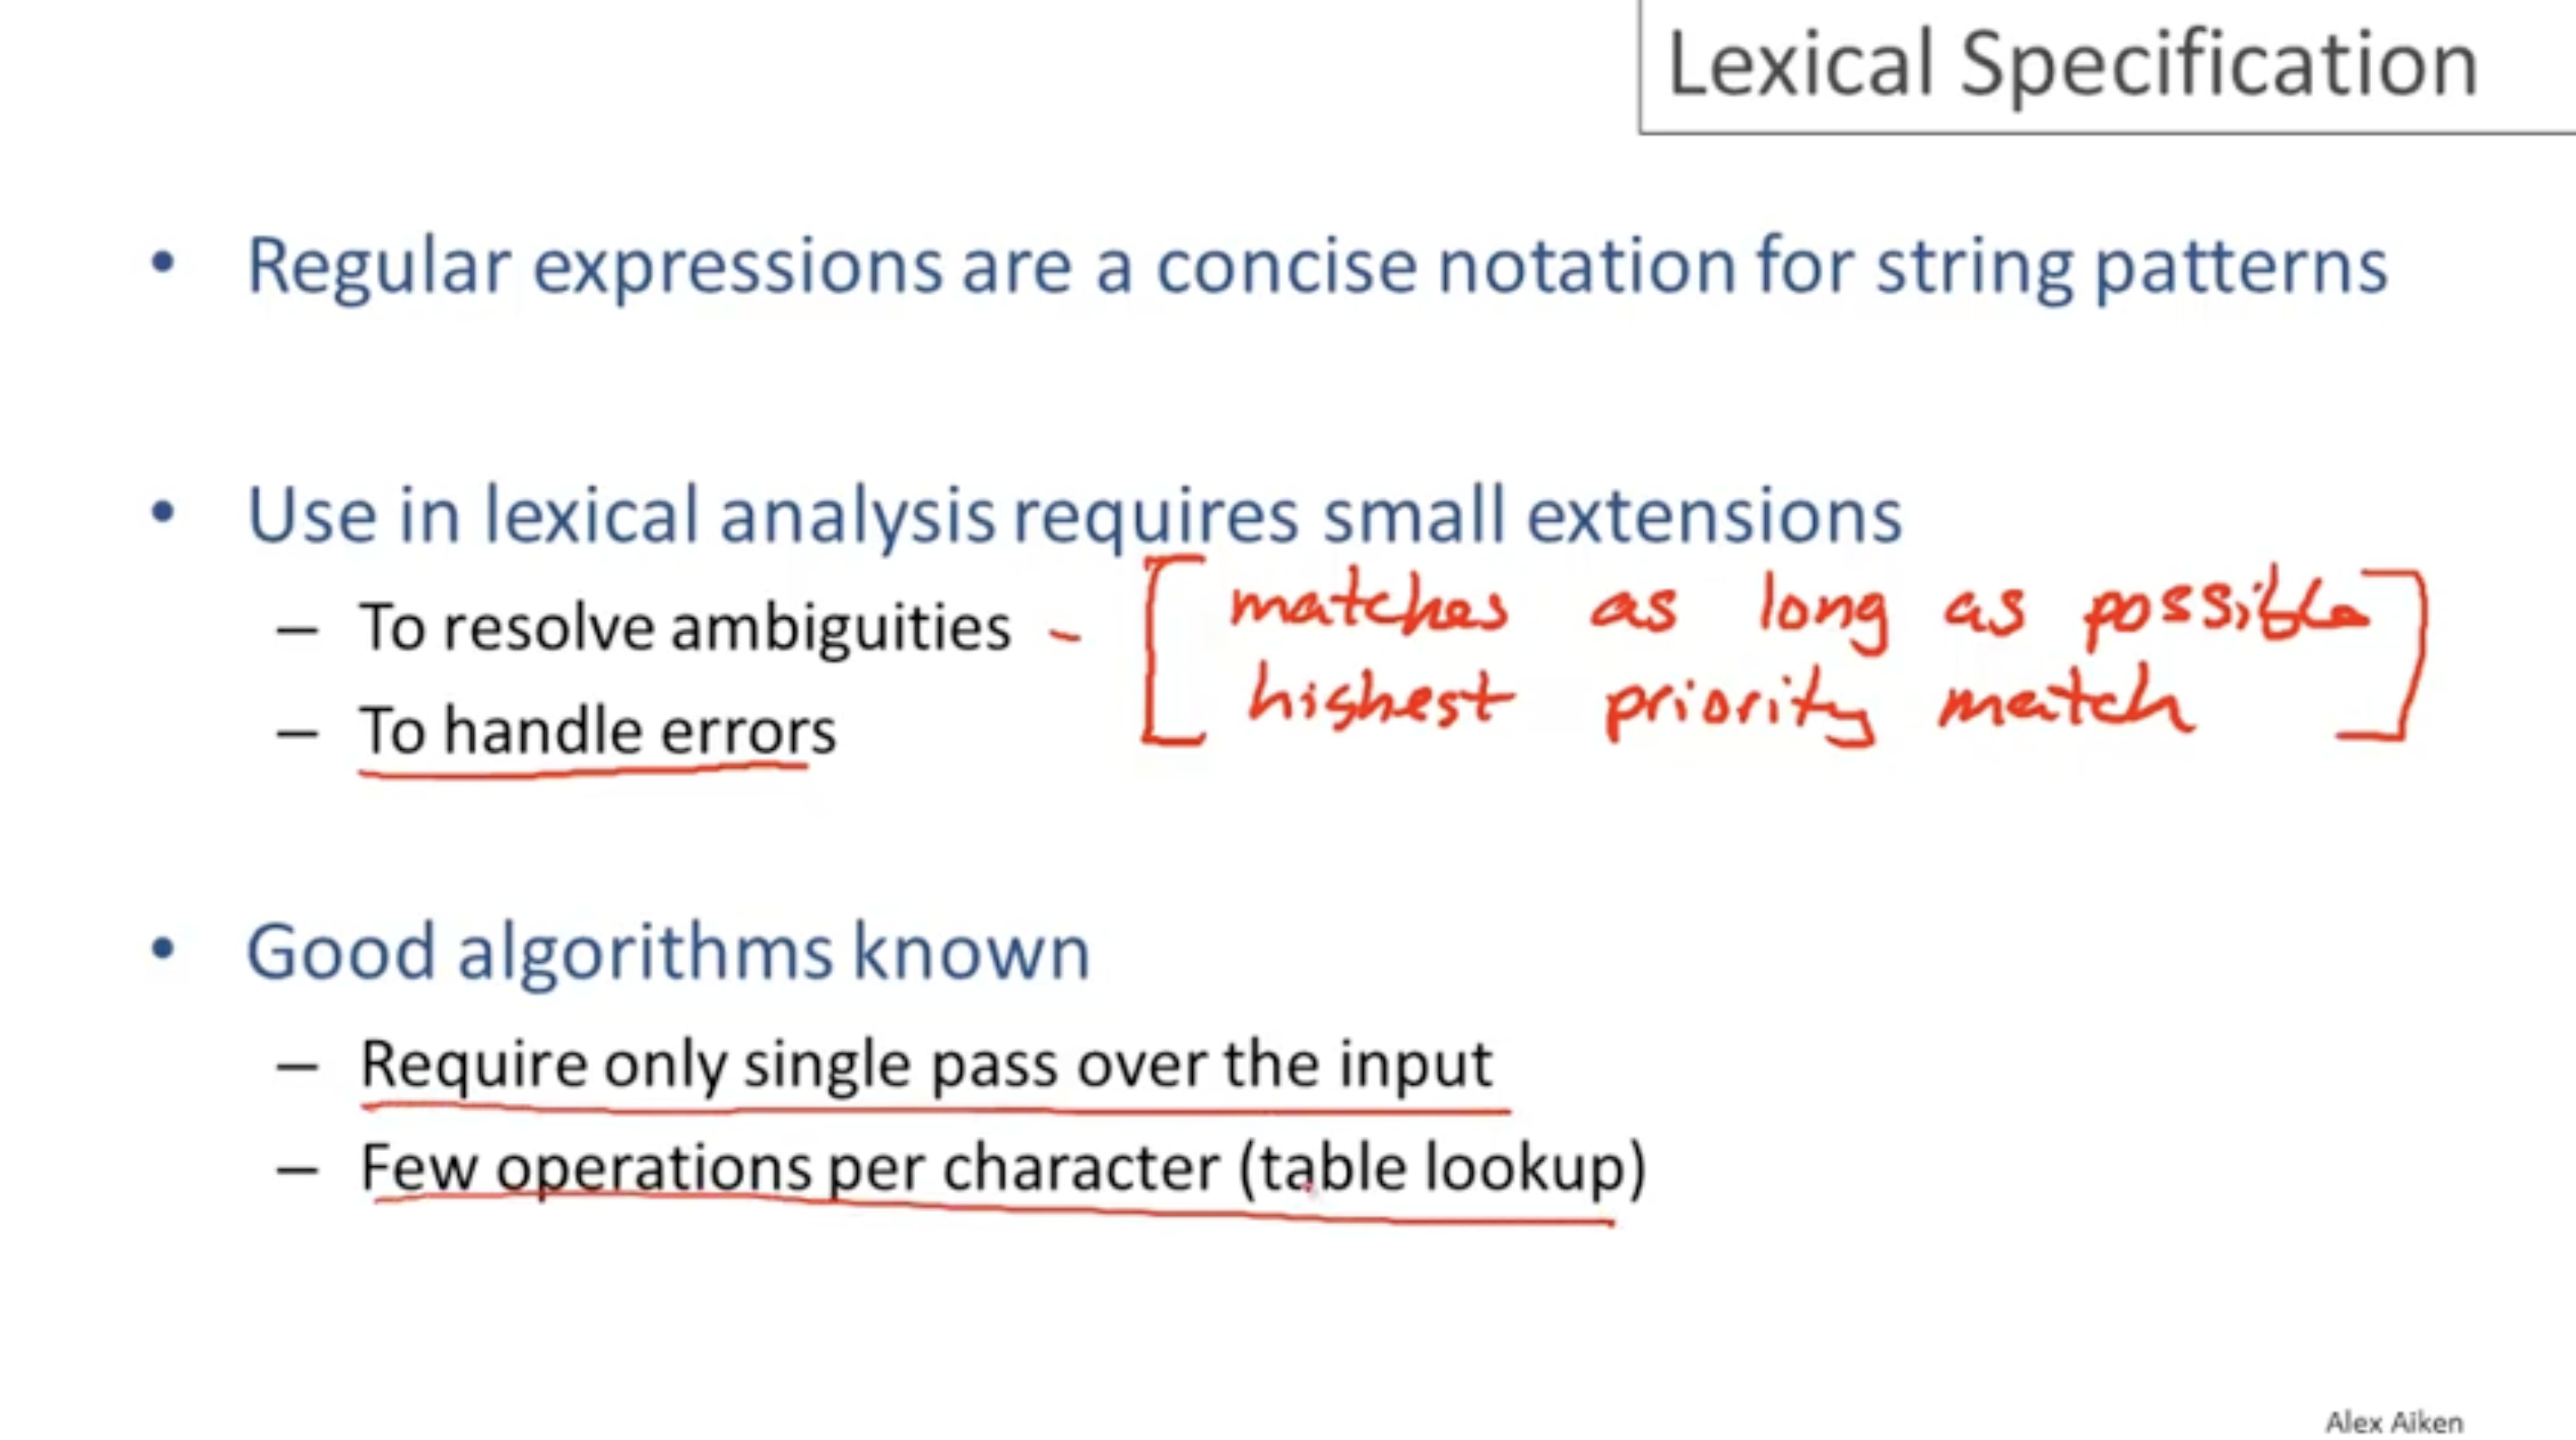 Lexical Specification
• Regular expressions are a concise notation for string patterns
• Use in lexical analysis requires small extensions
– To resolve ambiguities - [ matches as long as possible
highest priority match ]
– To handle errors
• Good algorithms known
– Require only single pass over the input
– Few operations per character (table lookup)
Alex Aiken